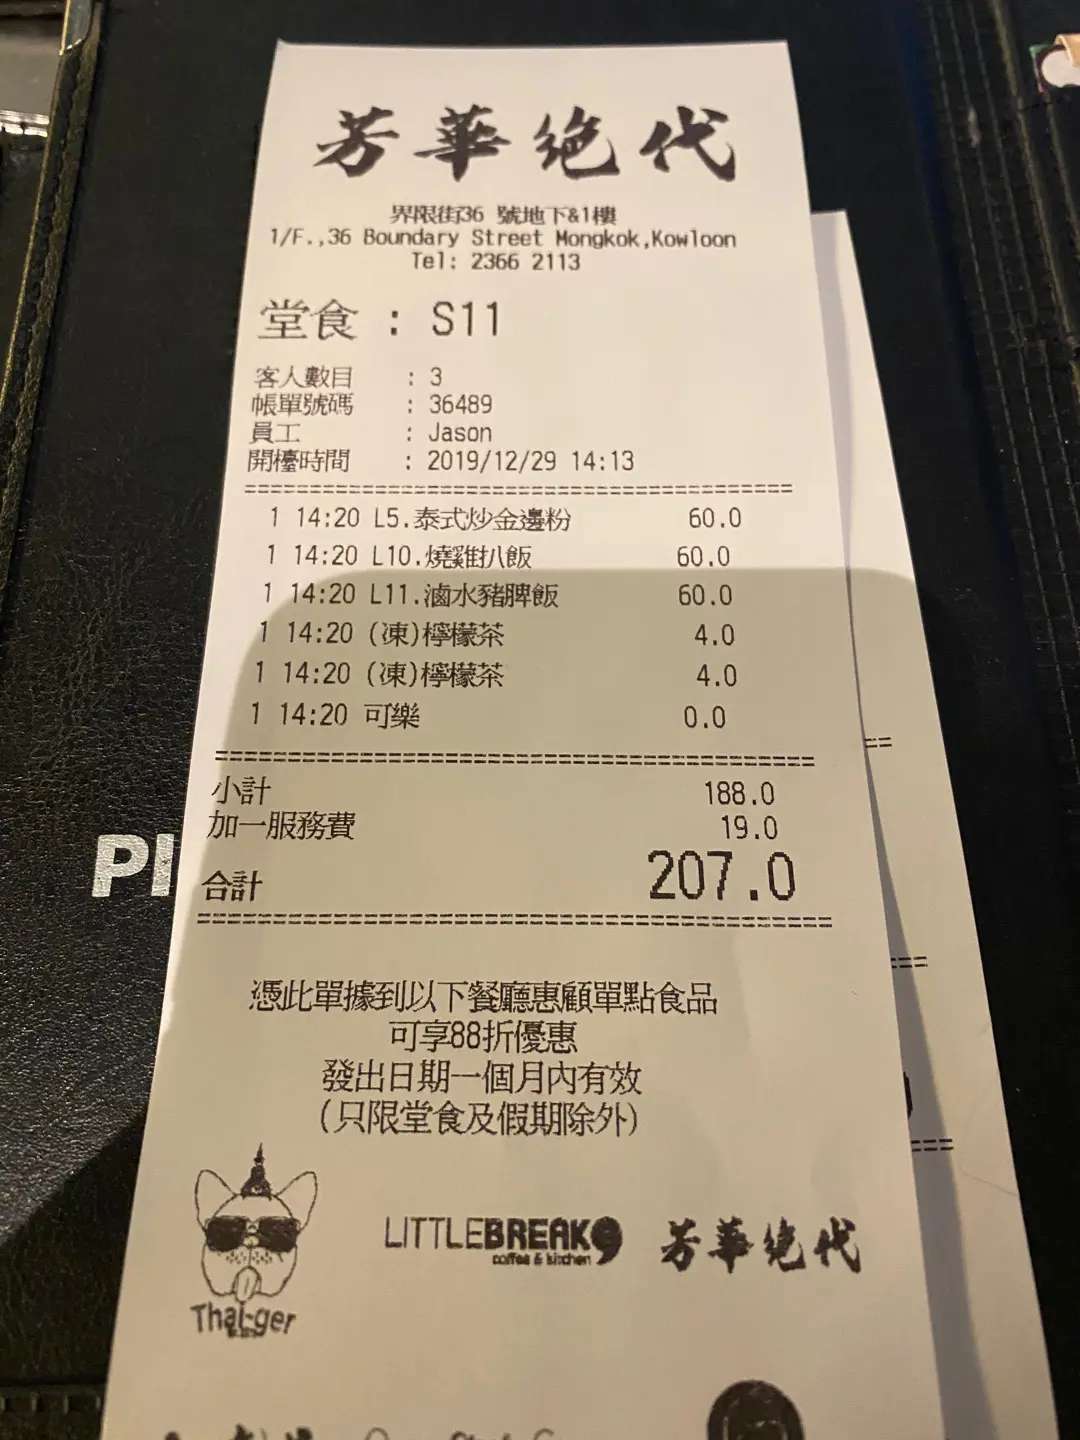 芳華絕代
界限街36 號地下&1樓
1/F.,36 Boundary Street Mongkok,Kowloon
Tel: 2366 2113
堂食 : S11
客人數目 : 3
帳單號碼 : 36489
員工 : Jason
開檯時間 : 2019/12/29 14:13
1 14:20 L5.泰式炒金邊粉 60.0
1 14:20 L10.燒雞扒飯 60.0
1 14:20 L11.滷水豬脾飯 60.0
1 14:20 (凍)檸檬茶 4.0
1 14:20 (凍)檸檬茶 4.0
1 14:20 可樂 0.0
小計 188.0
加一服務費 19.0
合計 207.0
憑此單據到以下餐廳惠顧單點食品
可享88折優惠
發出日期一個月內有效
(只限堂食及假期除外)
Thai-ger
LITTLEBREAK9
coffee & kitchen
芳華絕代
PI